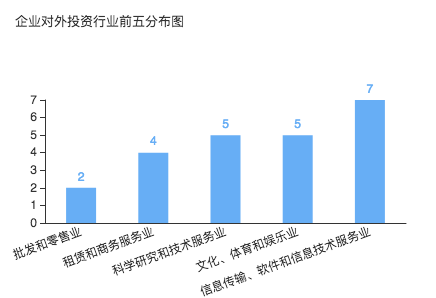 企业对外投资行业前五分布图
7
6
5
4
3
2
1
0
2
4
5
5
7
批发和零售业
租赁和商务服务业
科学研究和技术服务业
文化、体育和娱乐业
信息传输、软件和信息技术服务业